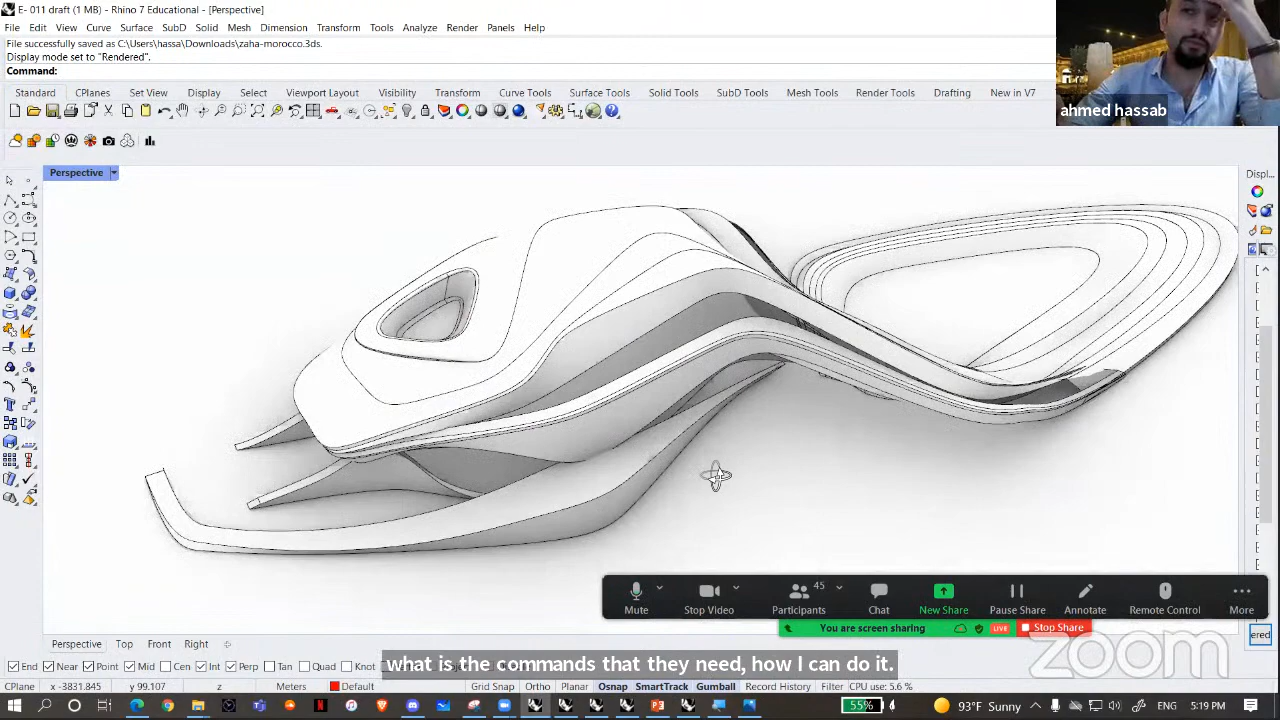 E- 011 draft (1 MB) - Rhino 7 Educational - [Perspective]
File Edit View Curve Surface SubD Solid Mesh Dimension Transform Tools Analyze Render Panels Help
File successfully saved as C:\Users\hassa\Downloads\zaha-morocco.3ds.
Display mode set to "Rendered".
Command:
Standard CPlanes Set View Display Select Viewport Layout Visibility Transform Curve Tools Surface Tools Solid Tools SubD Tools Mesh Tools Render Tools Drafting New in V7
ahmed hassab
Perspective
Displ...
45
Mute Stop Video Participants Chat New Share Pause Share Annotate Remote Control More
You are screen sharing LIVE Stop Share
ered
zoom
Perspective Top Front Right
what is the commands that they need, how I can do it.
End Near Point Mid Cen Int Perp Tan Quad Knot
CPlane x -3831.845 y 99.107 z Meters Default Grid Snap Ortho Planar Osnap SmartTrack Gumball Record History Filter CPU use: 5.6 %
55% 93°F Sunny ENG 5:19 PM